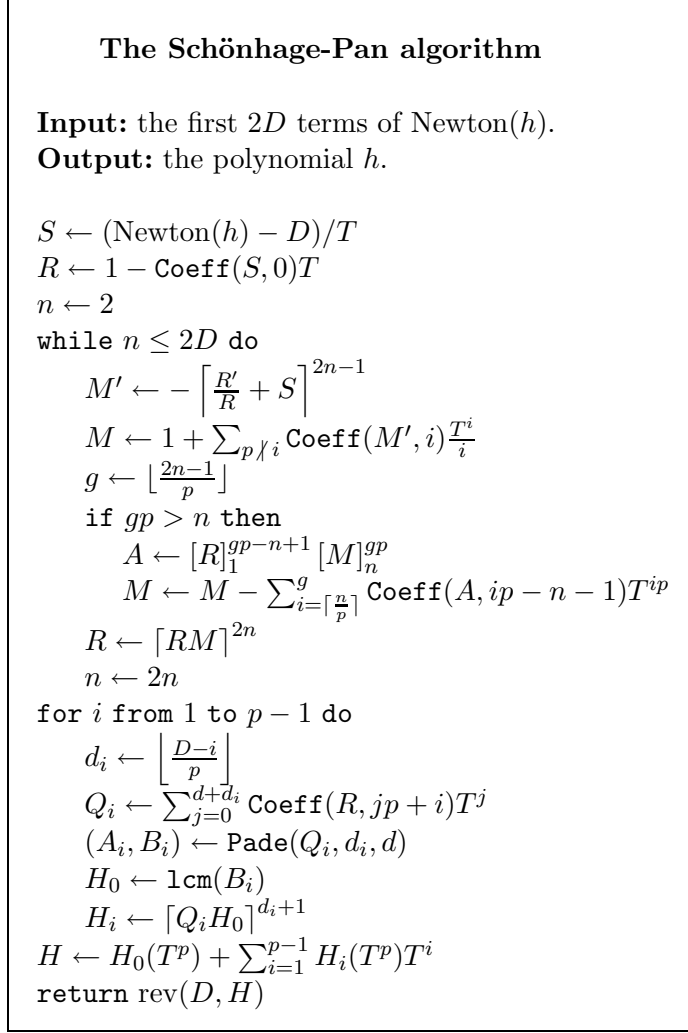 The Schönhage-Pan algorithm
Input: the first 2D terms of Newton(h).
Output: the polynomial h.
S ← (Newton(h) − D)/T
R ← 1 − Coeff(S, 0)T
n ← 2
while n ≤ 2D do
M′ ← − ⌈R′/R + S⌉^{2n−1}
M ← 1 + ∑_{p∤i} Coeff(M′, i) T^i/i
g ← ⌊(2n−1)/p⌋
if gp > n then
A ← [R]_1^{gp−n+1} [M]_n^{gp}
M ← M − ∑_{i=⌈n/p⌉}^{g} Coeff(A, ip − n − 1)T^{ip}
R ← ⌈RM⌉^{2n}
n ← 2n
for i from 1 to p − 1 do
d_i ← ⌊(D−i)/p⌋
Q_i ← ∑_{j=0}^{d+d_i} Coeff(R, jp + i)T^j
(A_i, B_i) ← Pade(Q_i, d_i, d)
H_0 ← lcm(B_i)
H_i ← ⌈Q_i H_0⌉^{d_i+1}
H ← H_0(T^p) + ∑_{i=1}^{p−1} H_i(T^p)T^i
return rev(D, H)